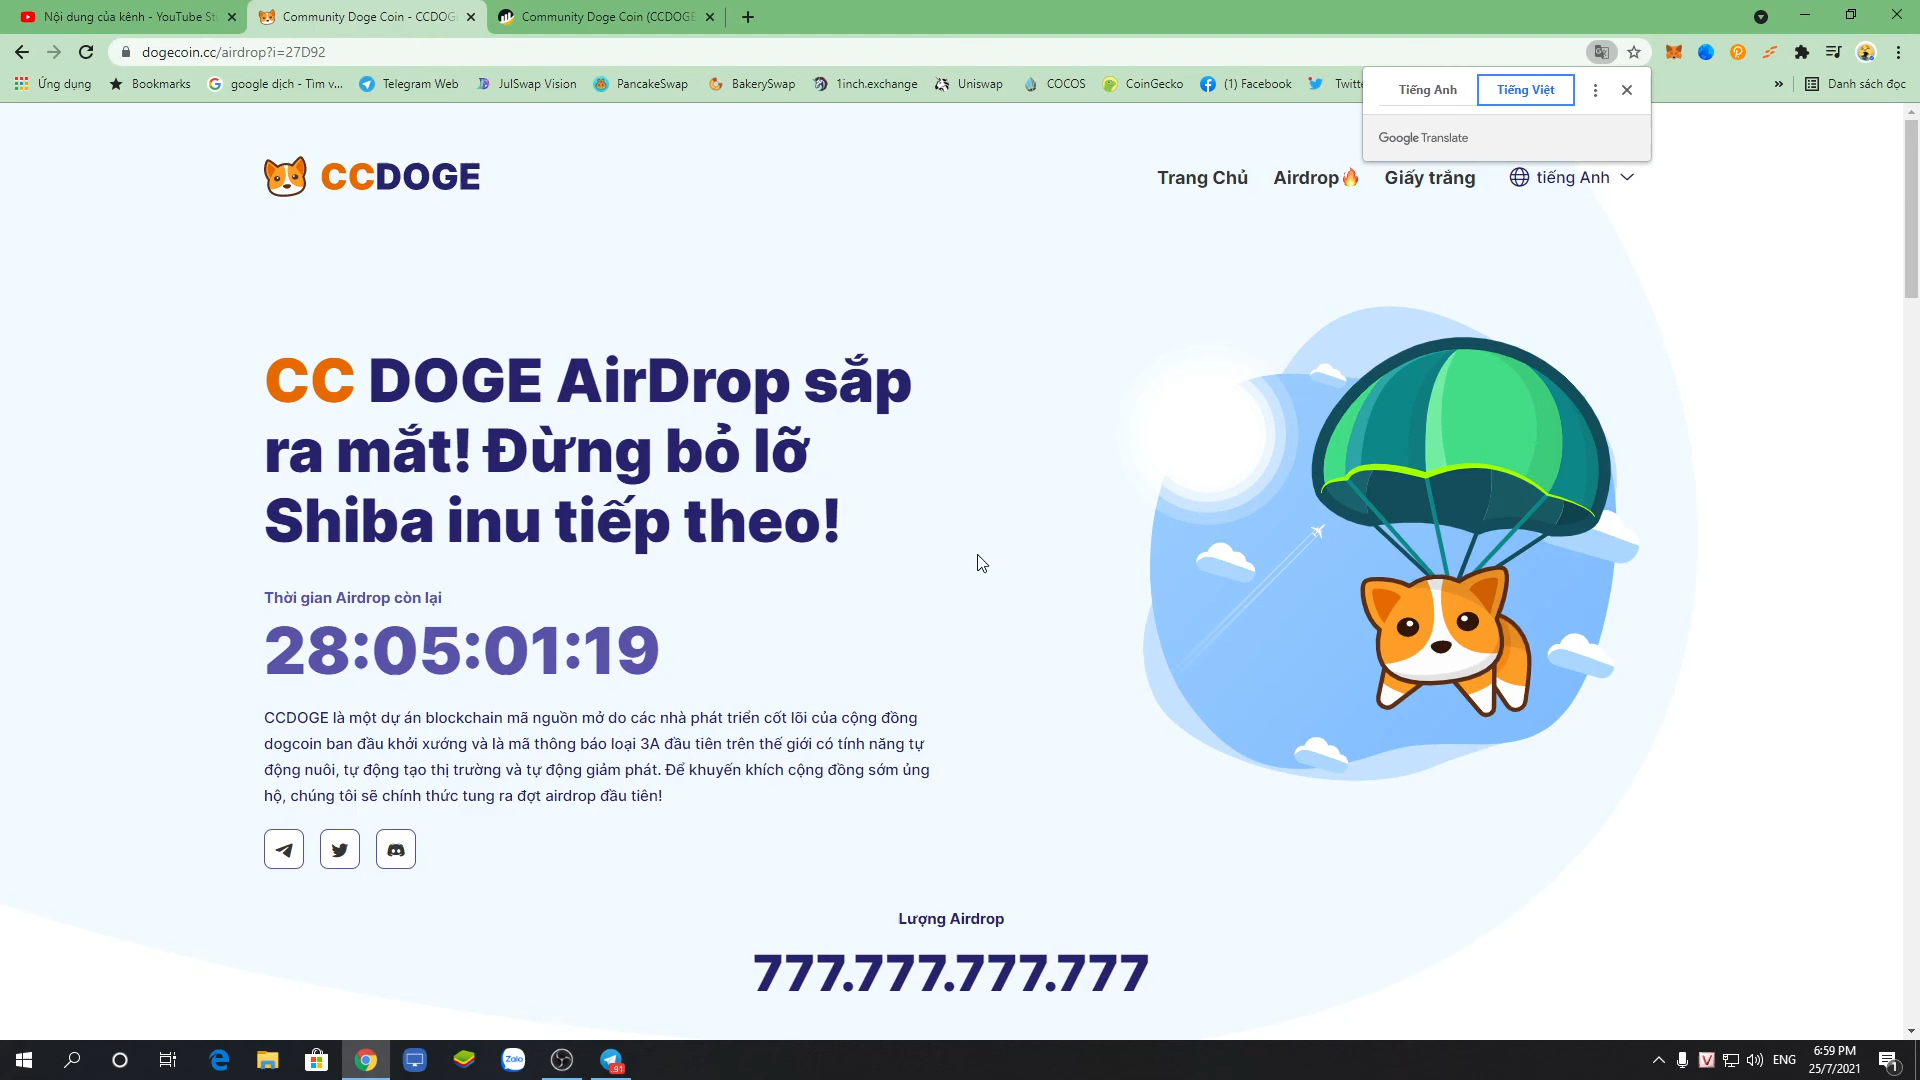 Nội dung của kênh - YouTube St
Community Doge Coin - CCDOG
Community Doge Coin (CCDOGE
dogecoin.cc/airdrop?i=27D92
Ứng dụng
Bookmarks
google dịch - Tìm v...
Telegram Web
JulSwap Vision
PancakeSwap
BakerySwap
1inch.exchange
Uniswap
COCOS
CoinGecko
(1) Facebook
Twitte
»
Danh sách đọc
Tiếng Anh
Tiếng Việt
Google Translate
CCDOGE
Trang Chủ
Airdrop
Giấy trắng
tiếng Anh
CC DOGE AirDrop sắp
ra mắt! Đừng bỏ lỡ
Shiba inu tiếp theo!
Thời gian Airdrop còn lại
28:05:01:19
CCDOGE là một dự án blockchain mã nguồn mở do các nhà phát triển cốt lõi của cộng đồng
dogcoin ban đầu khởi xướng và là mã thông báo loại 3A đầu tiên trên thế giới có tính năng tự
động nuôi, tự động tạo thị trường và tự động giảm phát. Để khuyến khích cộng đồng sớm ủng
hộ, chúng tôi sẽ chính thức tung ra đợt airdrop đầu tiên!
Lượng Airdrop
777.777.777.777
Zalo
91
V
ENG
6:59 PM
25/7/2021
1